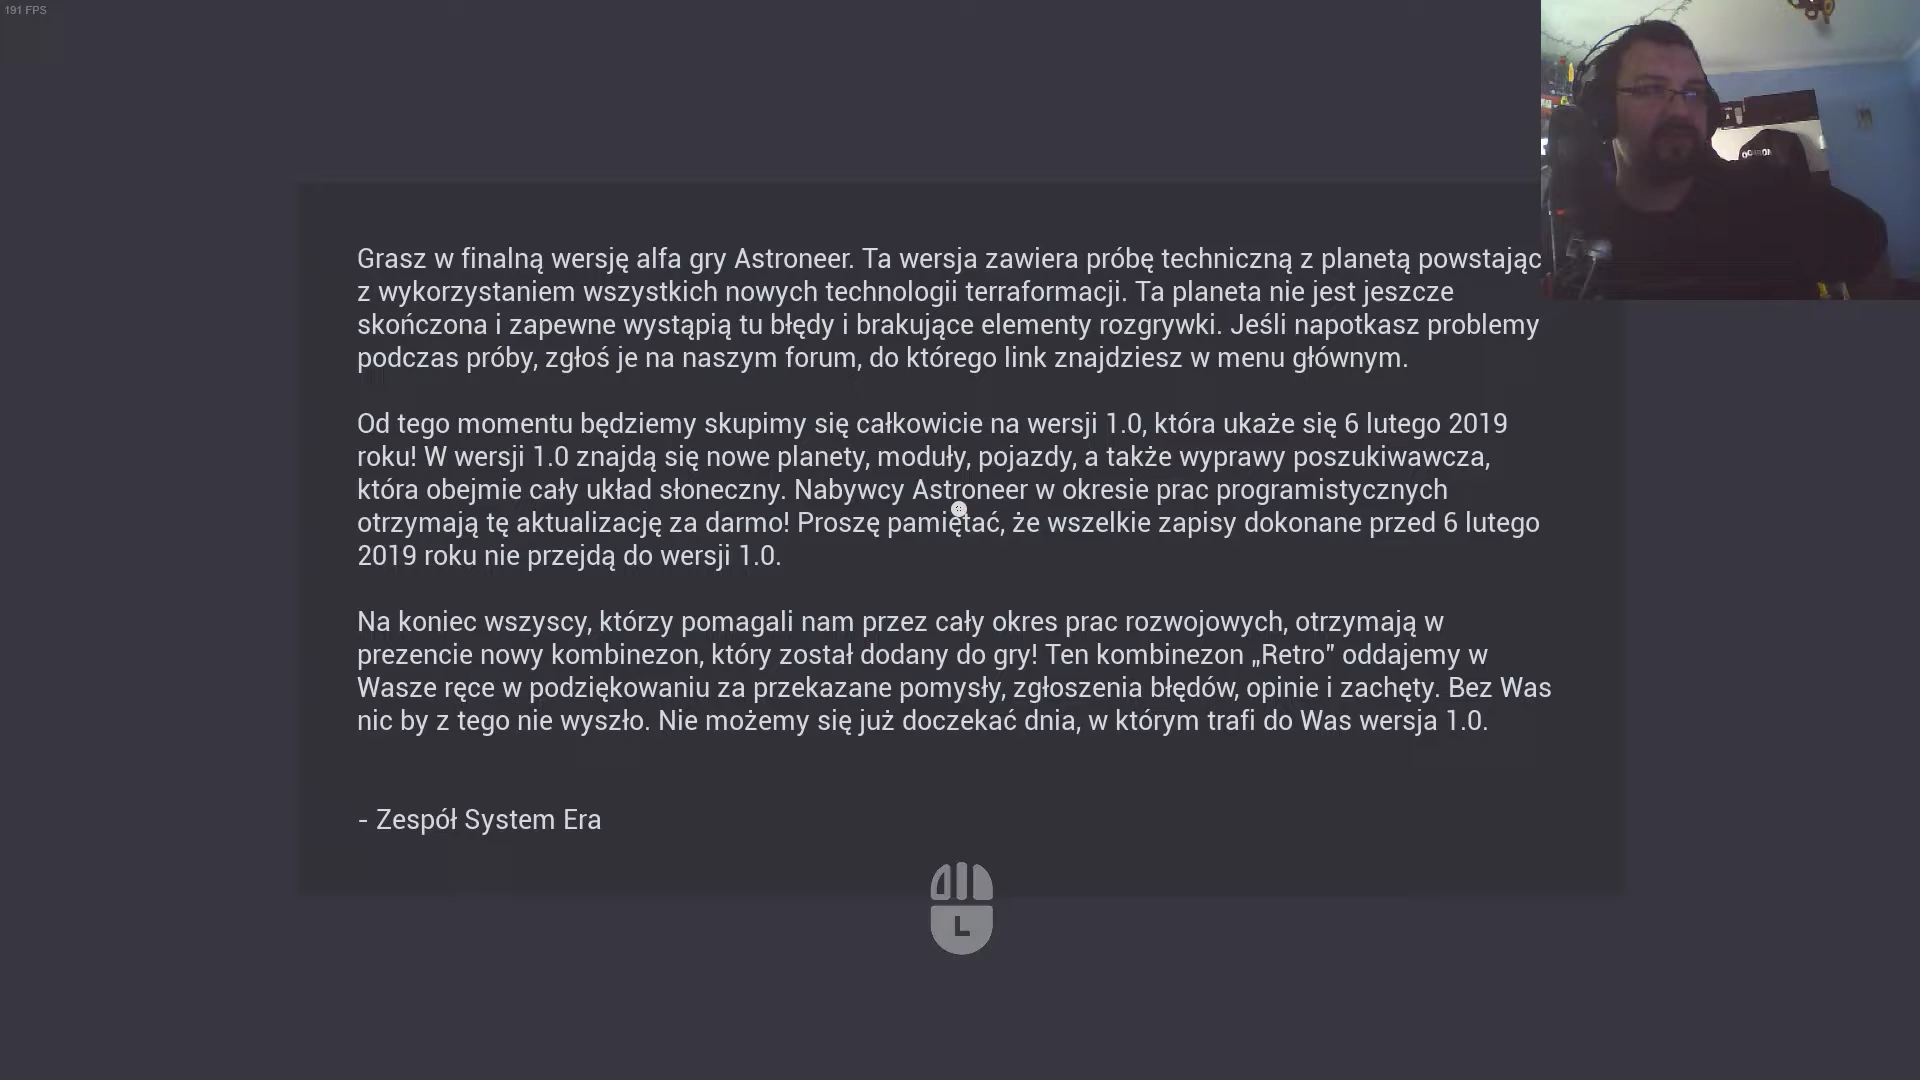 191 FPS
Grasz w finalną wersję alfa gry Astroneer. Ta wersja zawiera próbę techniczną z planetą powstając
z wykorzystaniem wszystkich nowych technologii terraformacji. Ta planeta nie jest jeszcze
skończona i zapewne wystąpią tu błędy i brakujące elementy rozgrywki. Jeśli napotkasz problemy
podczas próby, zgłoś je na naszym forum, do którego link znajdziesz w menu głównym.
Od tego momentu będziemy skupimy się całkowicie na wersji 1.0, która ukaże się 6 lutego 2019
roku! W wersji 1.0 znajdą się nowe planety, moduły, pojazdy, a także wyprawy poszukiwawcza,
która obejmie cały układ słoneczny. Nabywcy Astroneer w okresie prac programistycznych
otrzymają tę aktualizację za darmo! Proszę pamiętać, że wszelkie zapisy dokonane przed 6 lutego
2019 roku nie przejdą do wersji 1.0.
Na koniec wszyscy, którzy pomagali nam przez cały okres prac rozwojowych, otrzymają w
prezencie nowy kombinezon, który został dodany do gry! Ten kombinezon „Retro” oddajemy w
Wasze ręce w podziękowaniu za przekazane pomysły, zgłoszenia błędów, opinie i zachęty. Bez Was
nic by z tego nie wyszło. Nie możemy się już doczekać dnia, w którym trafi do Was wersja 1.0.
- Zespół System Era
L